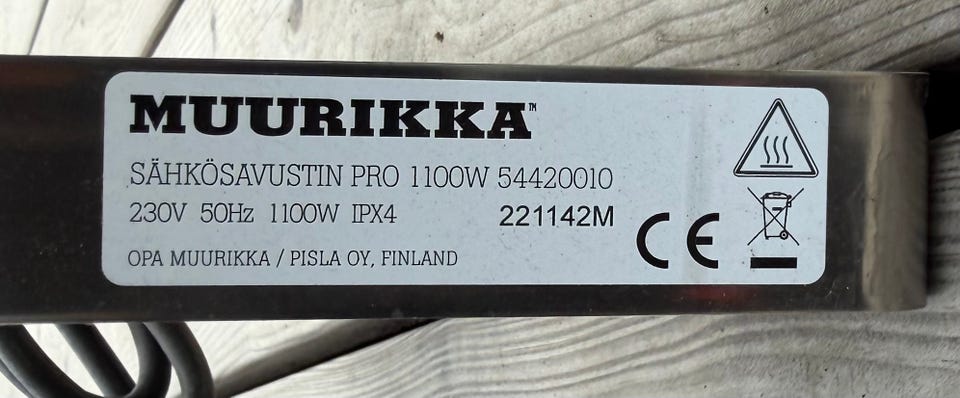 MUURIKKA™
SÄHKÖSAVUSTIN PRO 1100W 54420010
230V 50Hz 1100W IPX4 221142M
CE
OPA MUURIKKA / PISLA OY, FINLAND